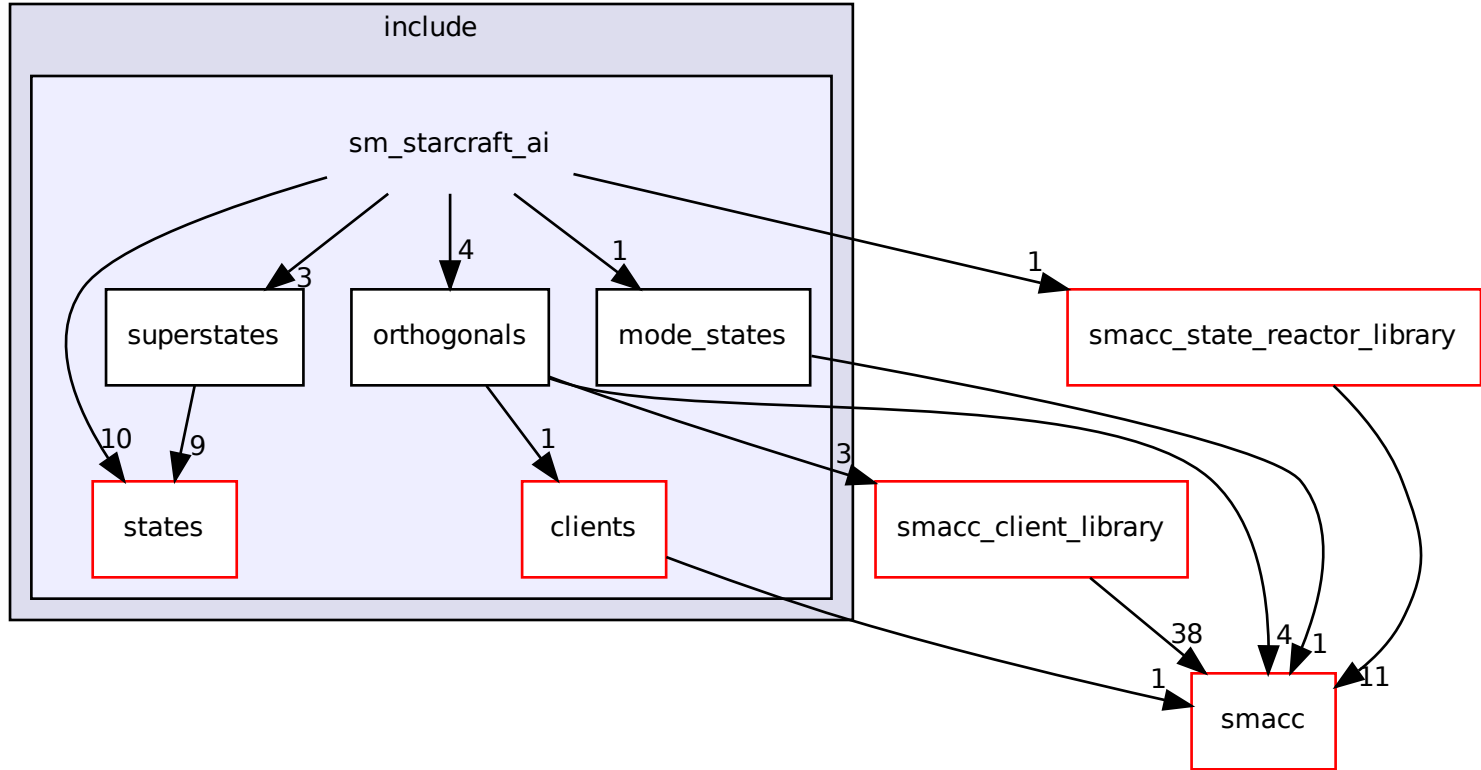 include
sm_starcraft_ai
1
4
3
1
superstates
orthogonals
mode_states
smacc_state_reactor_library
10
9
1
3
states
clients
smacc_client_library
38
4
1
1
11
smacc